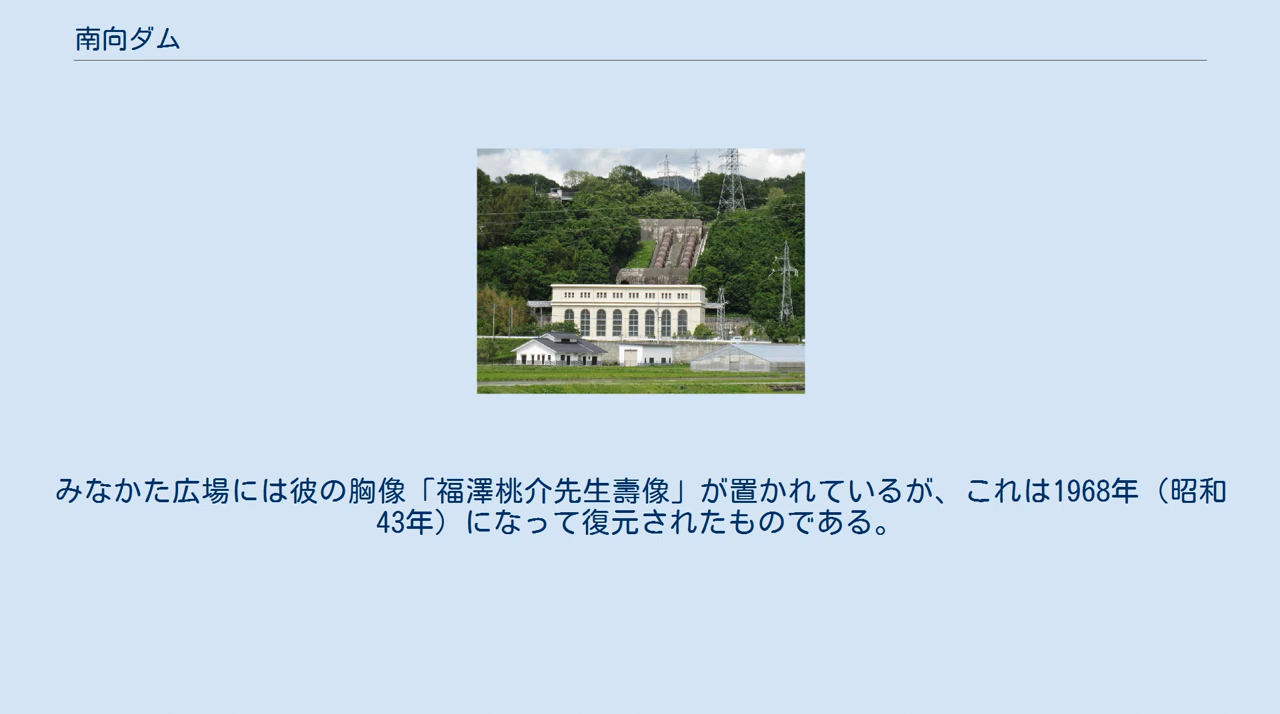 南向ダム
みなかた広場には彼の胸像「福澤桃介先生壽像」が置かれているが、これは1968年（昭和
43年）になって復元されたものである。